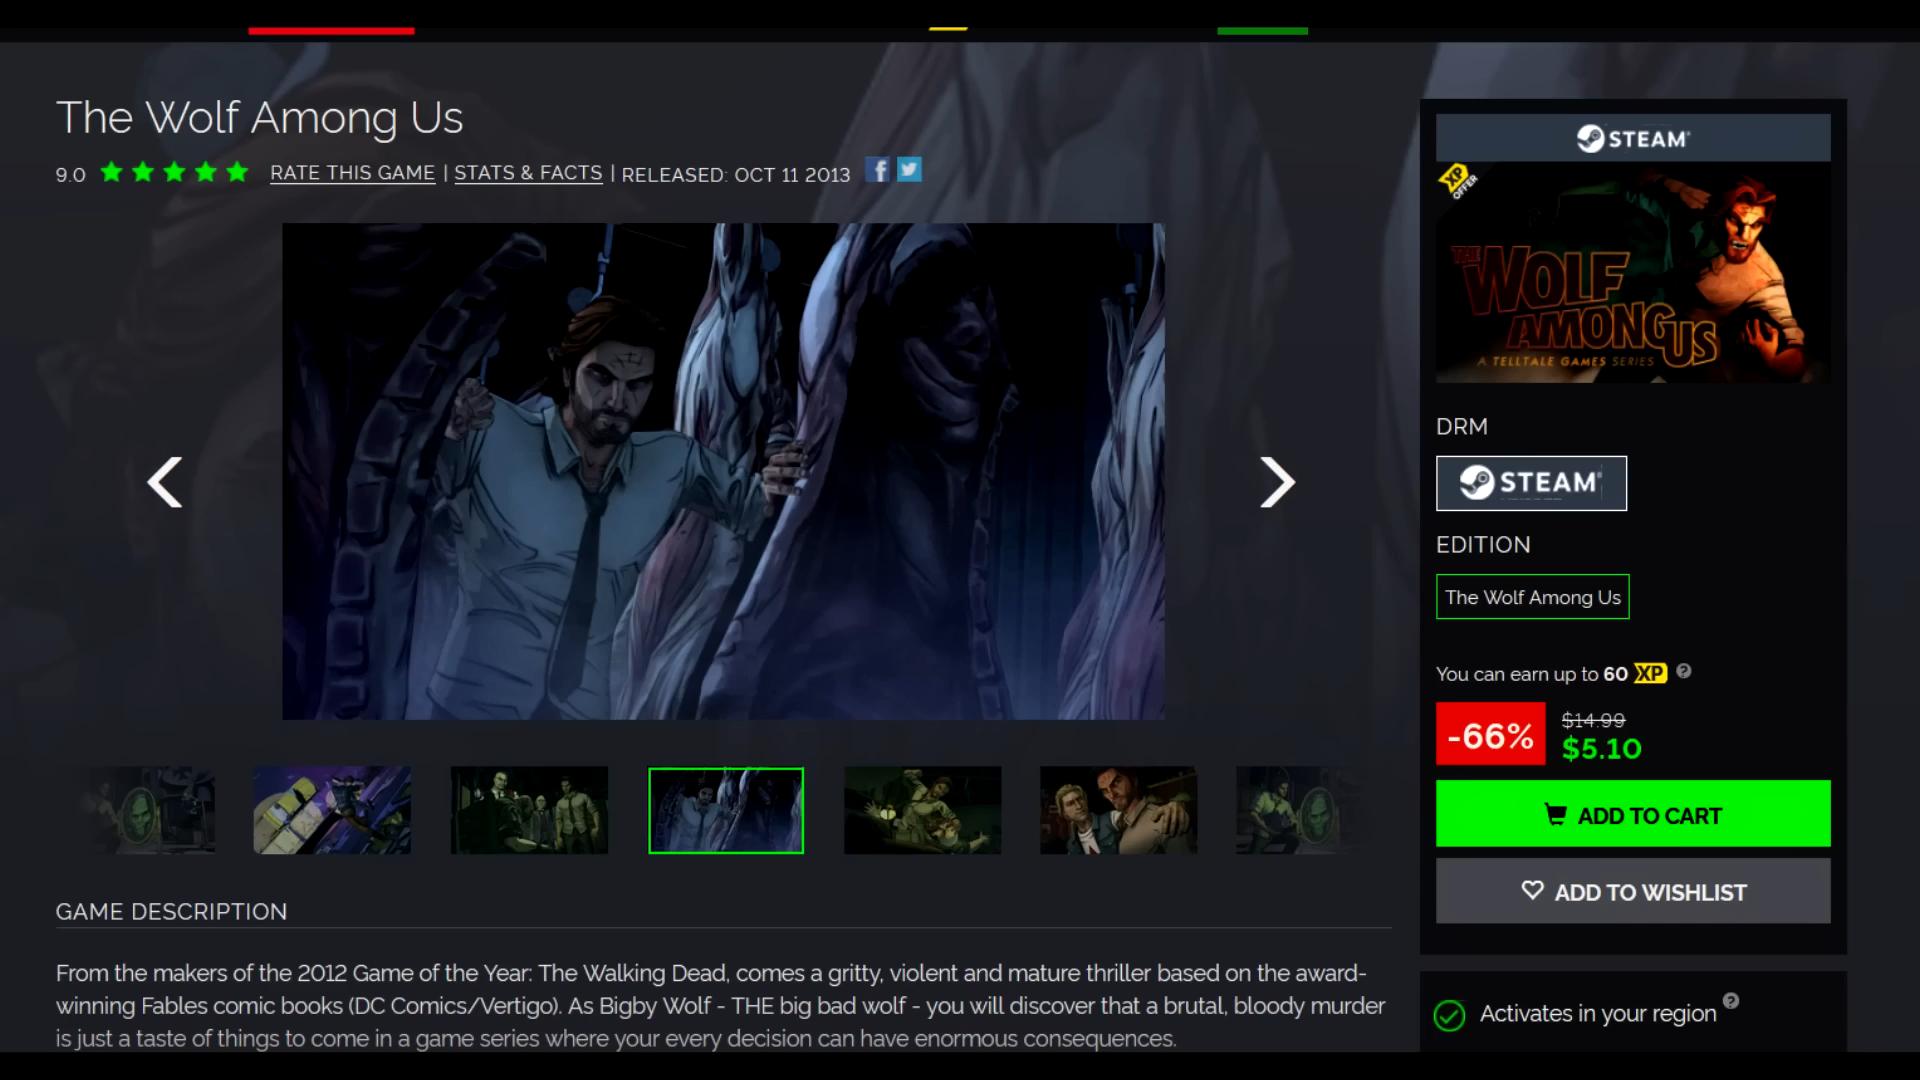 The Wolf Among Us
9.0 RATE THIS GAME | STATS & FACTS | RELEASED: OCT 11 2013
STEAM
XP OFFER
THE WOLF AMONG US
A TELLTALE GAMES SERIES
DRM
STEAM
EDITION
The Wolf Among Us
You can earn up to 60 XP ?
-66% $14.99
$5.10
ADD TO CART
ADD TO WISHLIST
GAME DESCRIPTION
From the makers of the 2012 Game of the Year: The Walking Dead, comes a gritty, violent and mature thriller based on the award-
winning Fables comic books (DC Comics/Vertigo). As Bigby Wolf - THE big bad wolf - you will discover that a brutal, bloody murder
is just a taste of things to come in a game series where your every decision can have enormous consequences.
Activates in your region ?